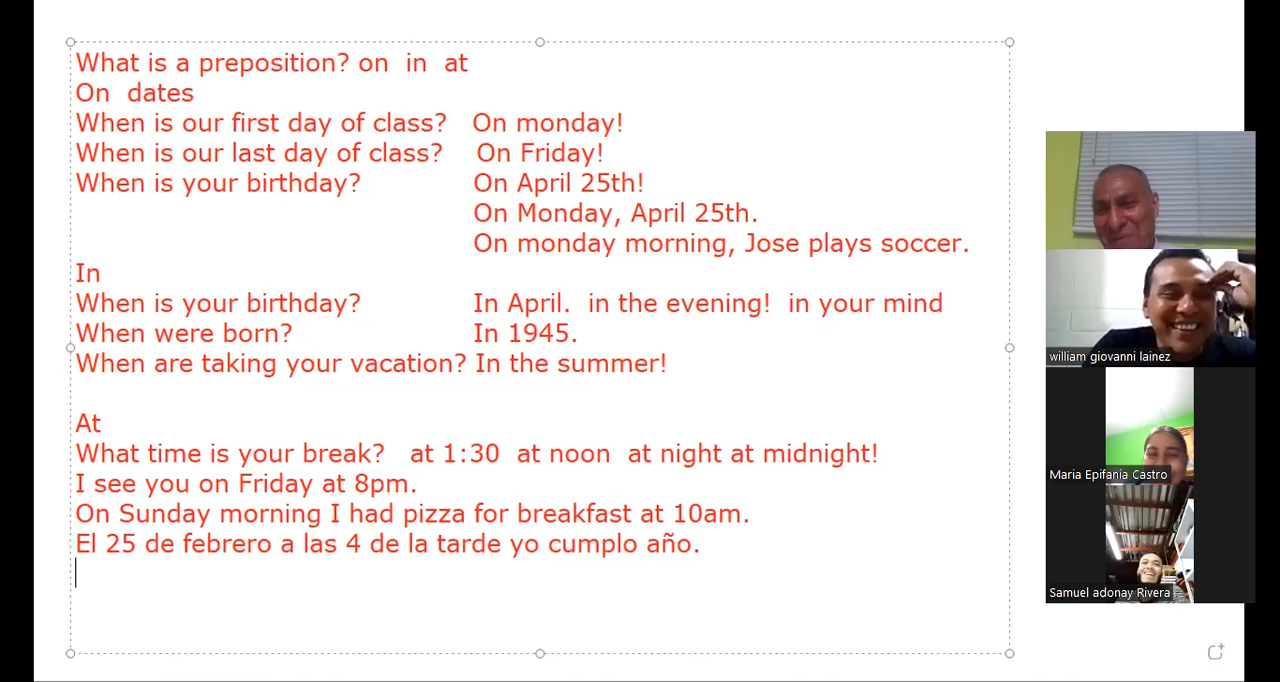 What is a preposition? on in at
On dates
When is our first day of class? On monday!
When is our last day of class? On Friday!
When is your birthday? On April 25th!
On Monday, April 25th.
On monday morning, Jose plays soccer.
In
When is your birthday? In April. in the evening! in your mind
When were born? In 1945.
When are taking your vacation? In the summer!
At
What time is your break? at 1:30 at noon at night at midnight!
I see you on Friday at 8pm.
On Sunday morning I had pizza for breakfast at 10am.
El 25 de febrero a las 4 de la tarde yo cumplo año.
william giovanni lainez
Maria Epifania Castro
Samuel adonay Rivera